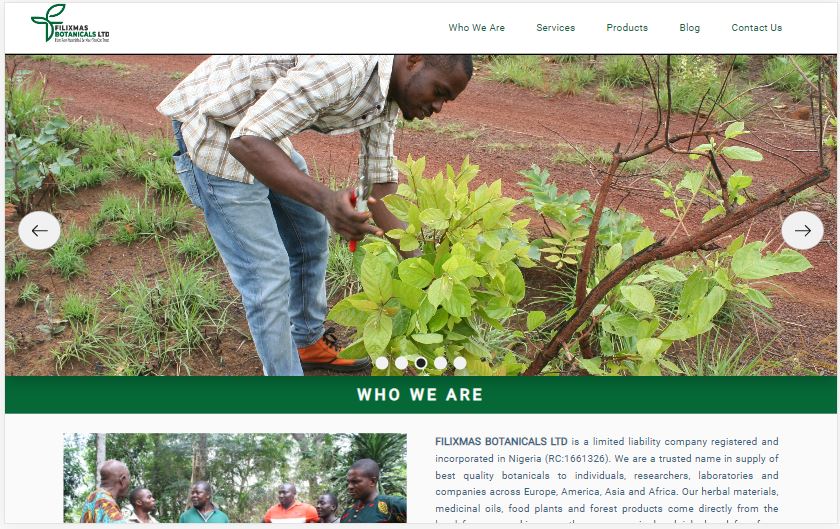 FILIXMAS
BOTANICALS LTD
Who We Are
Services
Products
Blog
Contact Us
WHO WE ARE
FILIXMAS BOTANICALS LTD is a limited liability company registered and
incorporated in Nigeria (RC:1661326). We are a trusted name in supply of
best quality botanicals to individuals, researchers, laboratories and
companies across Europe, America, Asia and Africa. Our herbal materials,
medicinal oils, food plants and forest products come directly from the